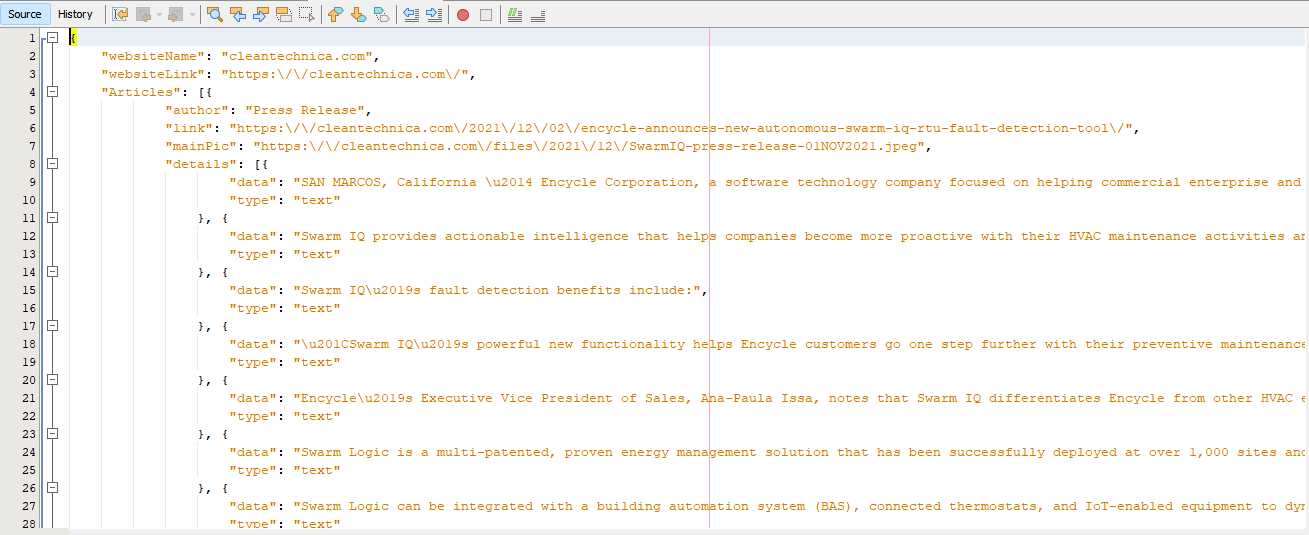 Source History
1 {
2 "websiteName": "cleantechnica.com",
3 "websiteLink": "https:\/\/cleantechnica.com\/",
4 "Articles": [{
5 "author": "Press Release",
6 "link": "https:\/\/cleantechnica.com\/2021\/12\/02\/encycle-announces-new-autonomous-swarm-iq-rtu-fault-detection-tool\/",
7 "mainPic": "https:\/\/cleantechnica.com\/files\/2021\/12\/SwarmIQ-press-release-01NOV2021.jpeg",
8 "details": [{
9 "data": "SAN MARCOS, California \u2014 Encycle Corporation, a software technology company focused on helping commercial enterprise and
10 "type": "text"
11 }, {
12 "data": "Swarm IQ provides actionable intelligence that helps companies become more proactive with their HVAC maintenance activities an
13 "type": "text"
14 }, {
15 "data": "Swarm IQ\u2019s fault detection benefits include:",
16 "type": "text"
17 }, {
18 "data": "\u201CSwarm IQ\u2019s powerful new functionality helps Encycle customers go one step further with their preventive maintenance
19 "type": "text"
20 }, {
21 "data": "Encycle\u2019s Executive Vice President of Sales, Ana-Paula Issa, notes that Swarm IQ differentiates Encycle from other HVAC e
22 "type": "text"
23 }, {
24 "data": "Swarm Logic is a multi-patented, proven energy management solution that has been successfully deployed at over 1,000 sites and
25 "type": "text"
26 }, {
27 "data": "Swarm Logic can be integrated with a building automation system (BAS), connected thermostats, and IoT-enabled equipment to dyn
28 "type": "text"